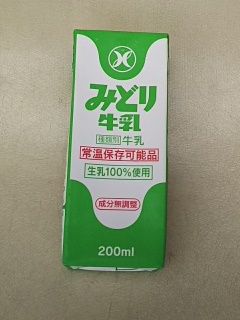 みどり
牛乳
種類別 牛乳
常温保存可能品
生乳100%使用
成分無調整
200ml